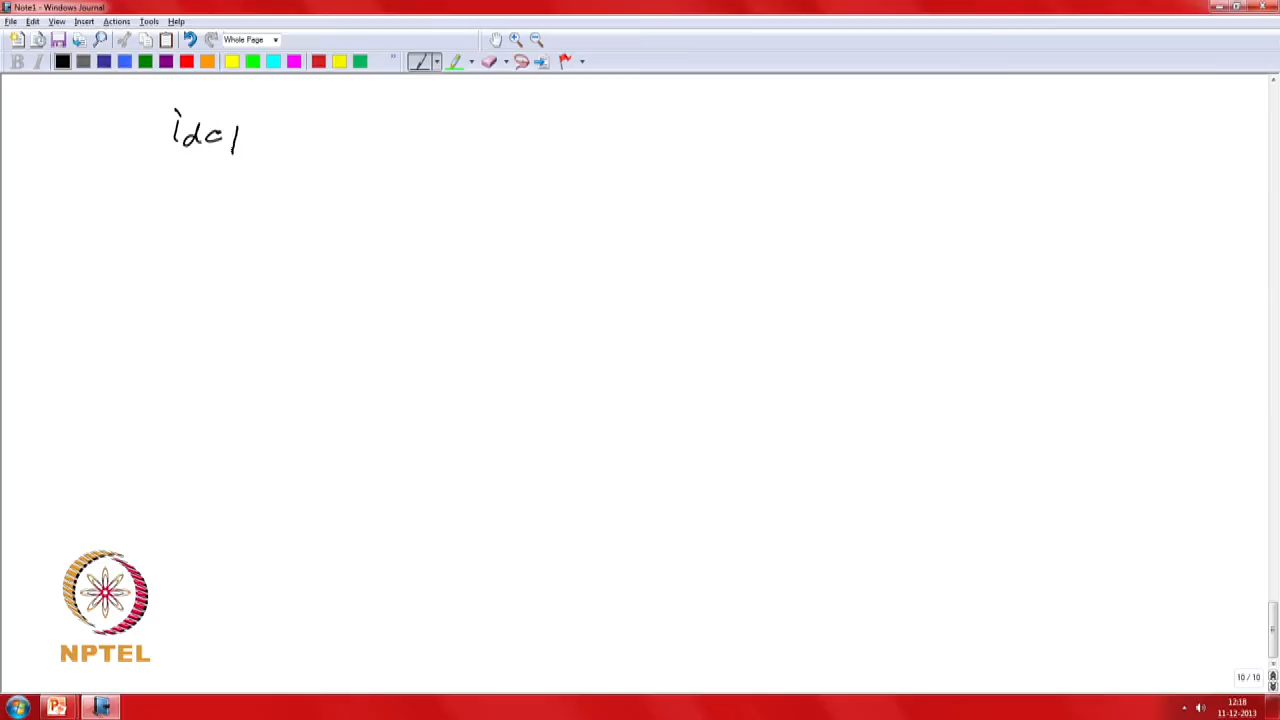 Note1 - Windows Journal
File Edit View Insert Actions Tools Help
Whole Page
B I
idc1
NPTEL
10 / 10
12:18
11-12-2013